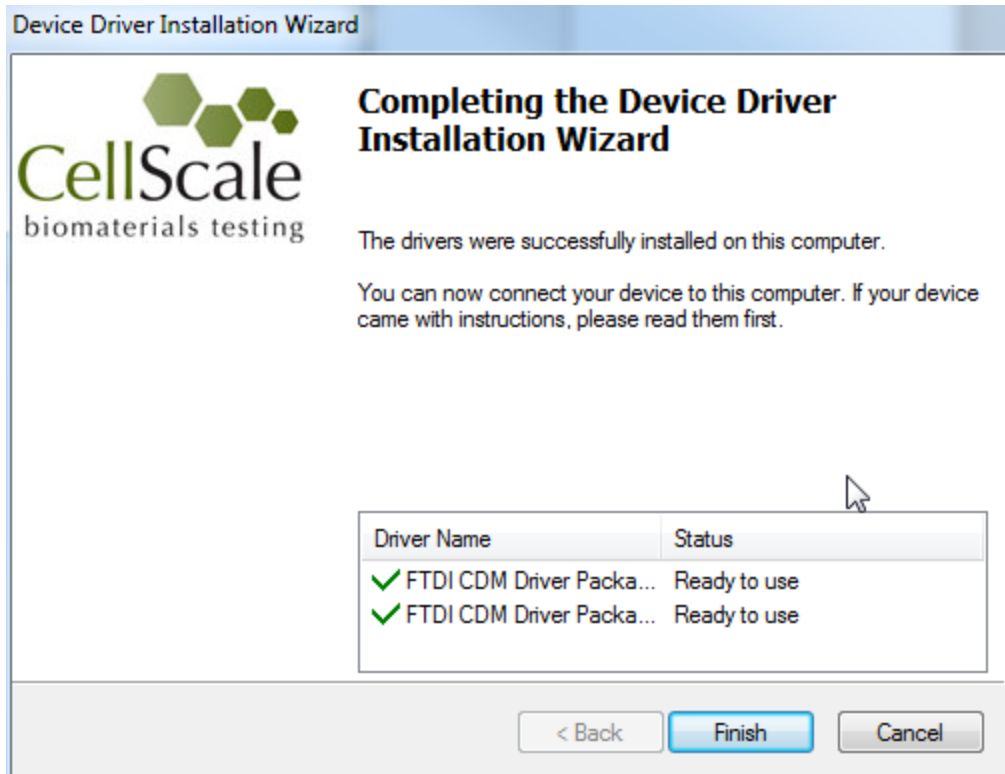 Device Driver Installation Wizard
CellScale
biomaterials testing
Completing the Device Driver
Installation Wizard
The drivers were successfully installed on this computer.
You can now connect your device to this computer. If your device
came with instructions, please read them first.
Driver Name Status
FTDI CDM Driver Packa... Ready to use
FTDI CDM Driver Packa... Ready to use
< Back Finish Cancel